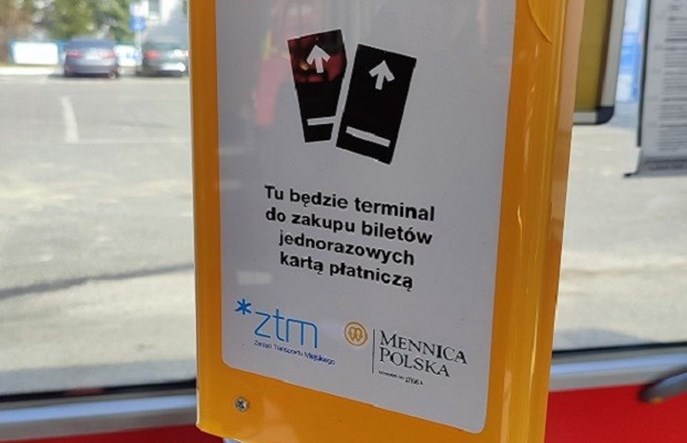 Tu będzie terminal
do zakupu biletów
jednorazowych
kartą płatniczą
*ztm
Zarząd Transportu Miejskiego
MENNICA
POLSKA